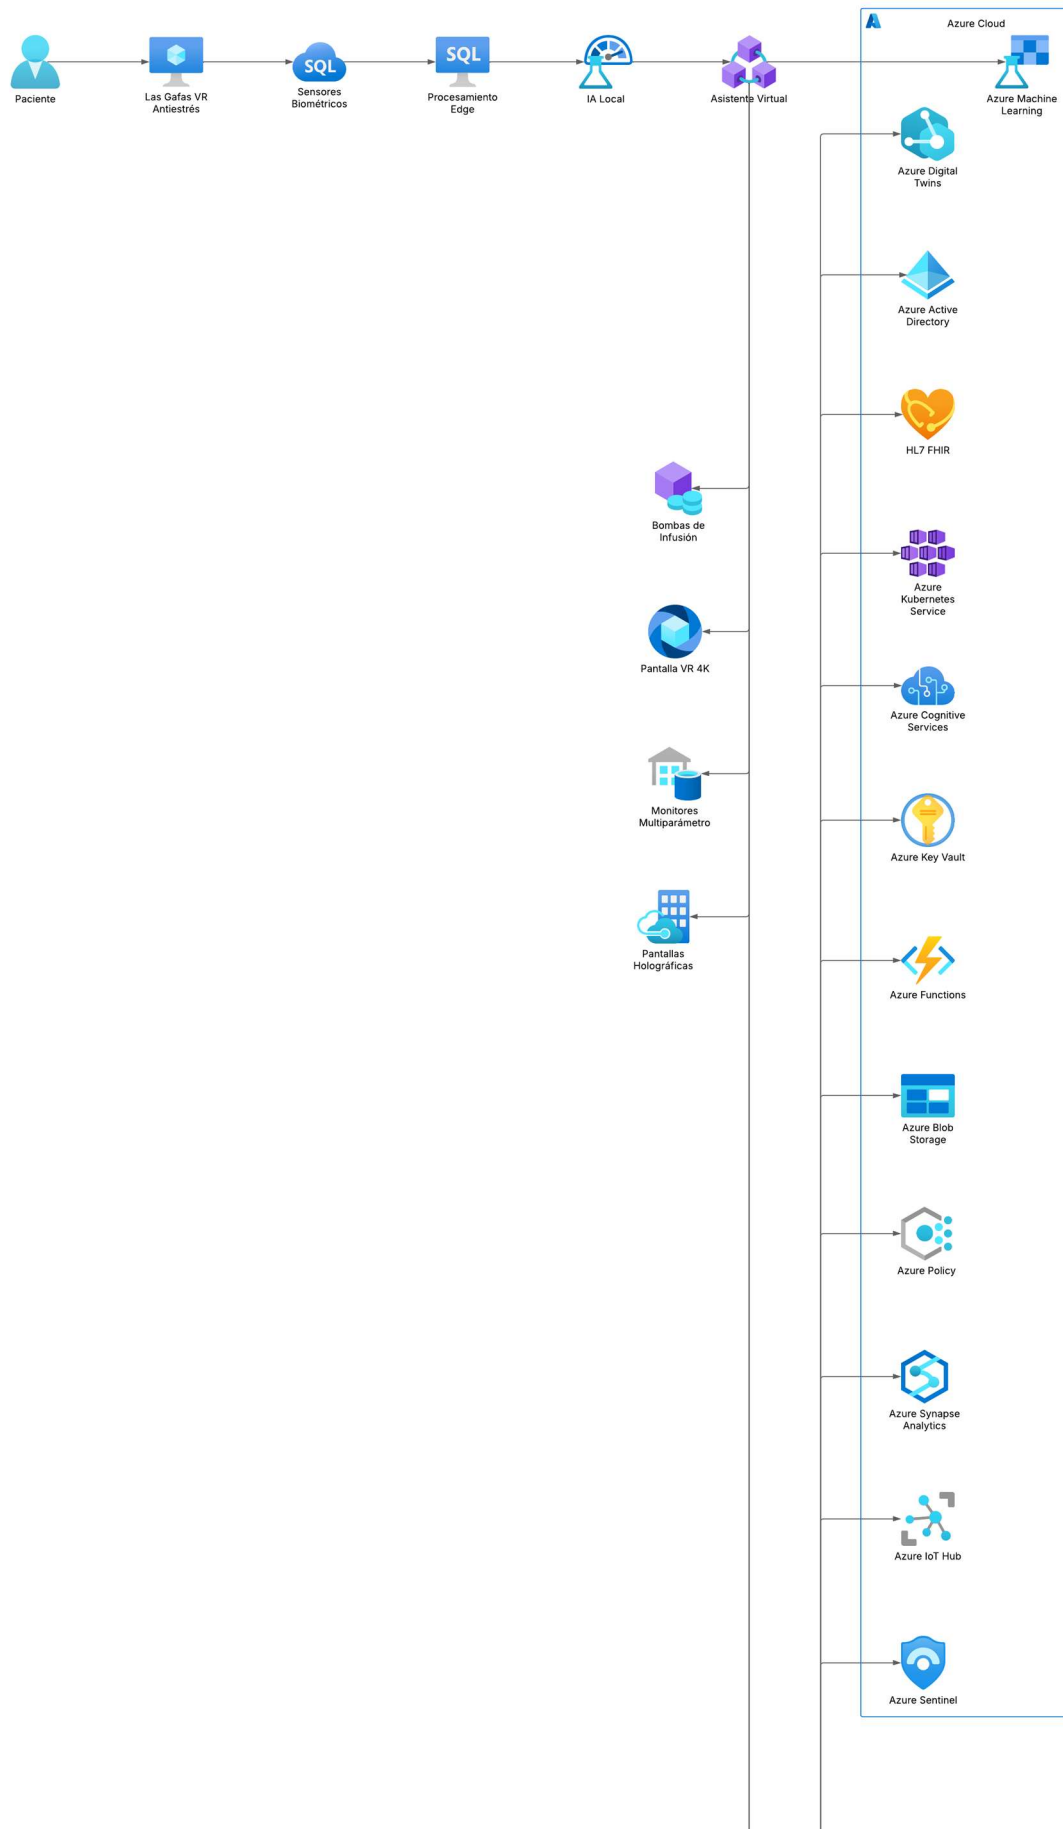 Azure Cloud
SQL
SQL
Paciente
Las Gafas VR
Antiestrés
Sensores
Biométricos
Procesamiento
Edge
IA Local
Asistente Virtual
Azure Machine
Learning
Azure Digital
Twins
Azure Active
Directory
HL7 FHIR
Bombas de
Infusión
Azure
Kubernetes
Service
Pantalla VR 4K
Azure Cognitive
Services
Monitores
Multiparámetro
Azure Key Vault
Pantallas
Holográficas
Azure Functions
Azure Blob
Storage
Azure Policy
Azure Synapse
Analytics
Azure IoT Hub
Azure Sentinel